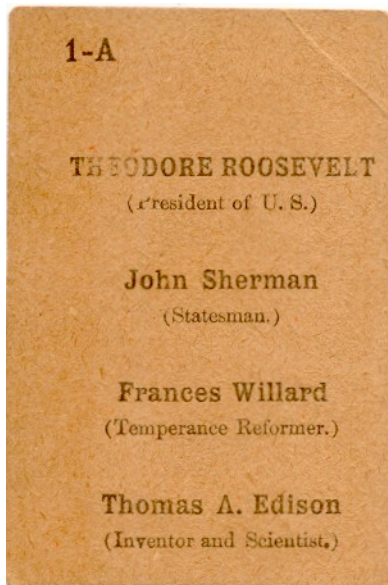 1-A
THEODORE ROOSEVELT
(President of U. S.)
John Sherman
(Statesman.)
Frances Willard
(Temperance Reformer.)
Thomas A. Edison
(Inventor and Scientist.)